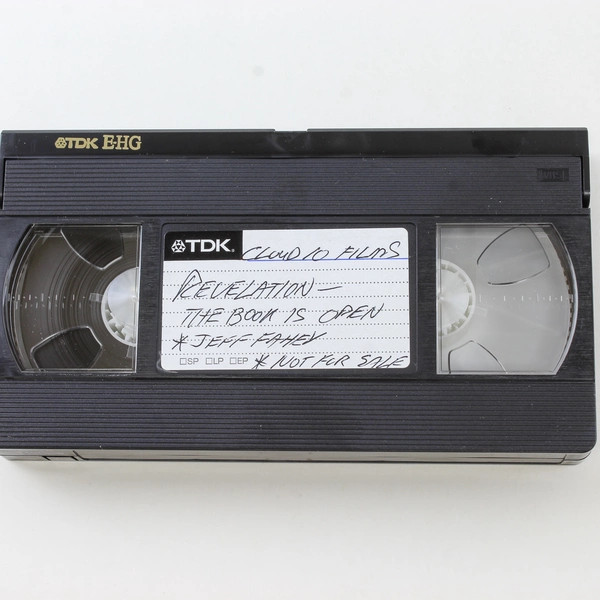 TDK E-HG
TDK CLOUD 10 FILMS
REVELATION —
THE BOOK IS OPEN
* JEFF FAHEY
SP LP EP * NOT FOR SALE